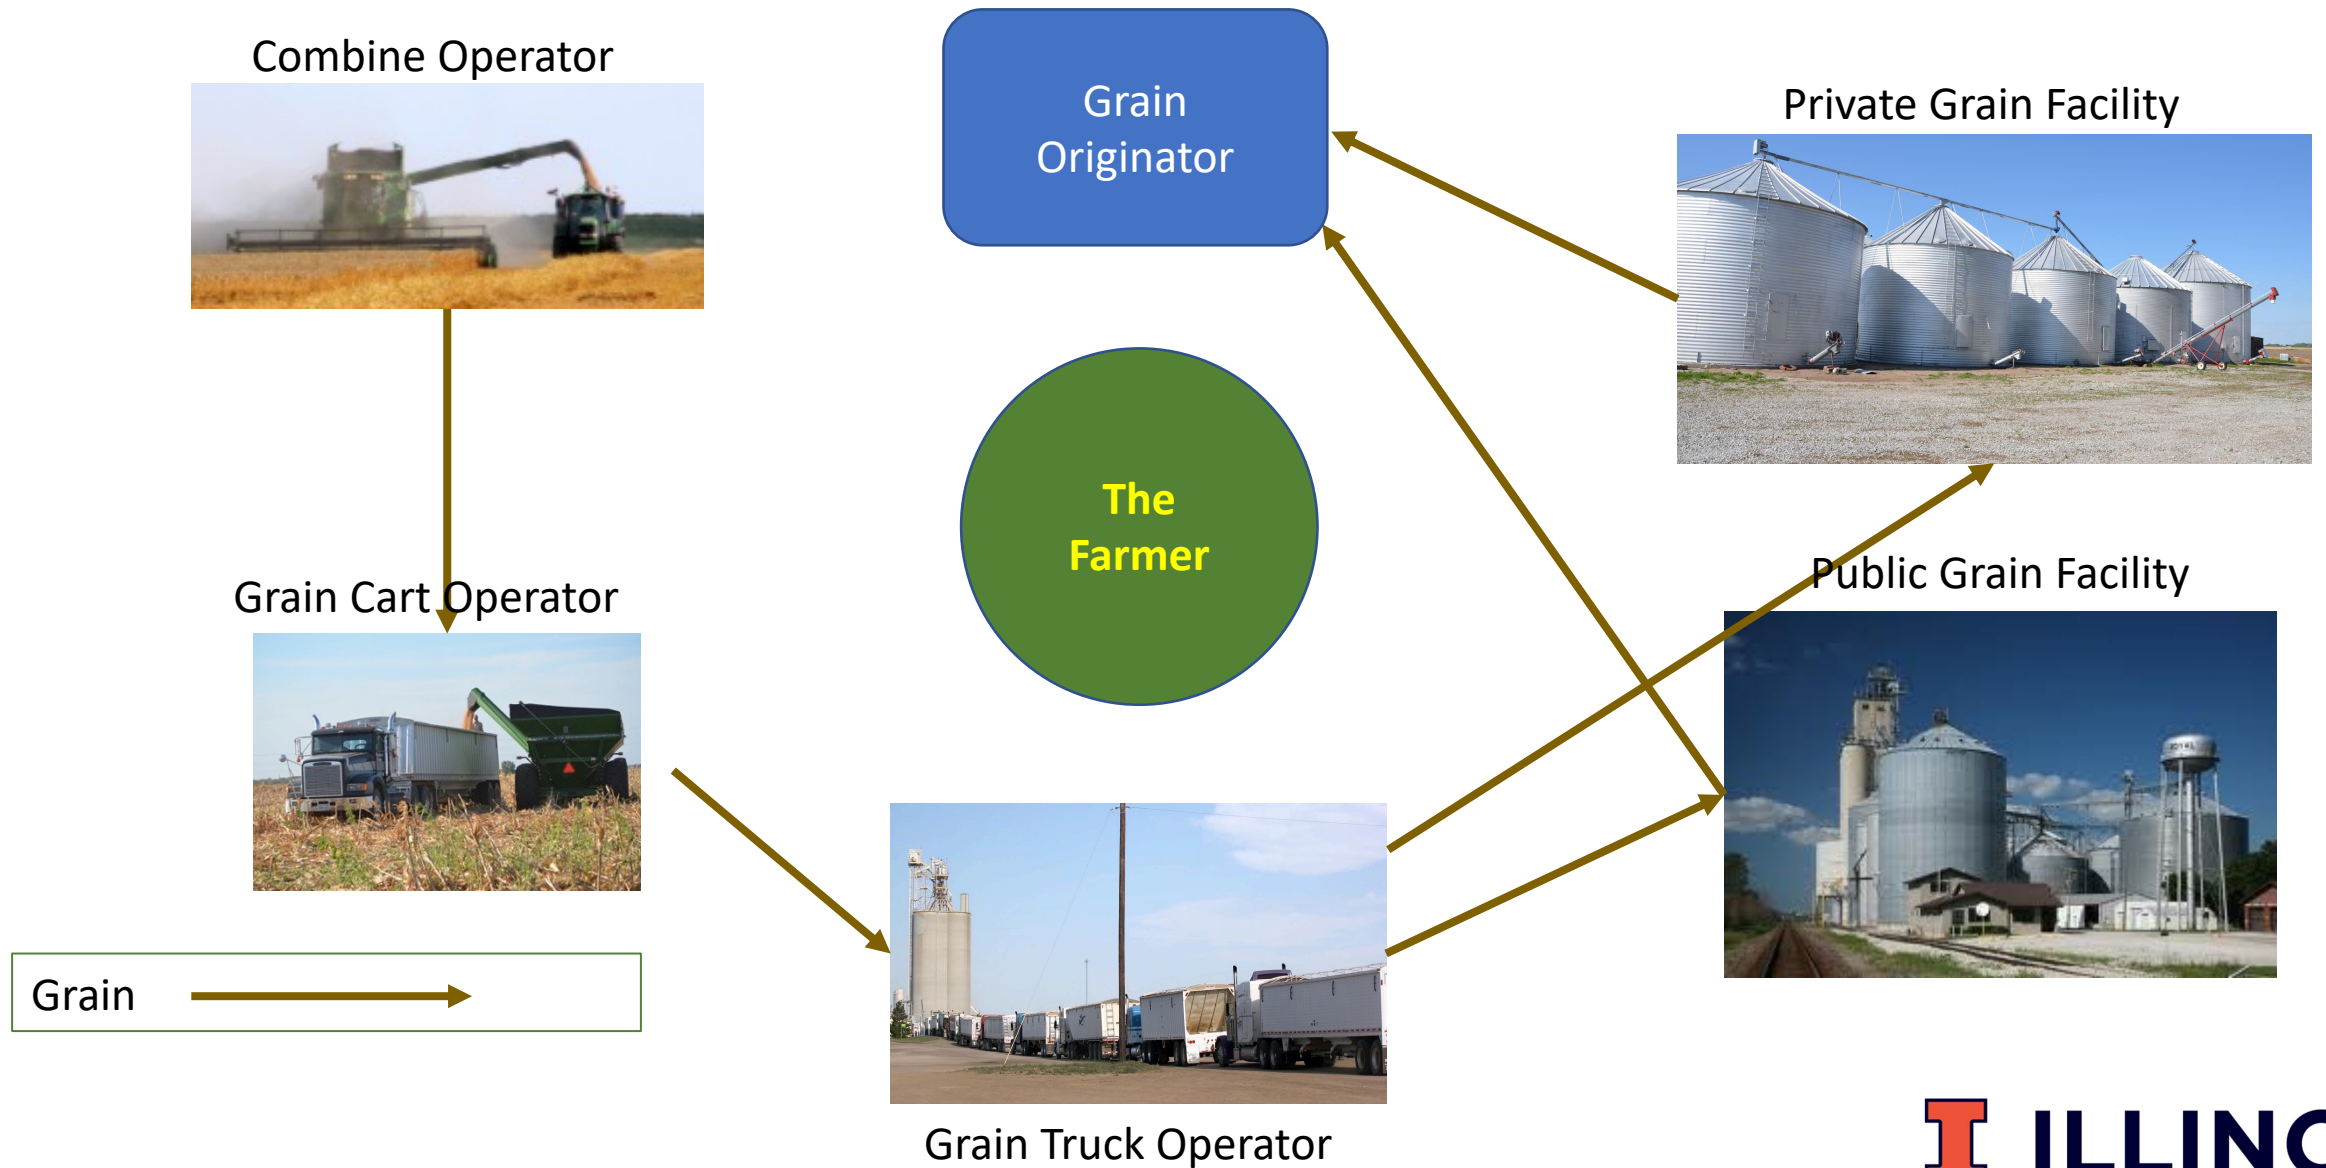 Combine Operator
Grain
Originator
Private Grain Facility
The
Farmer
Public Grain Facility
Grain Cart Operator
Grain
Grain Truck Operator
I ILLINO